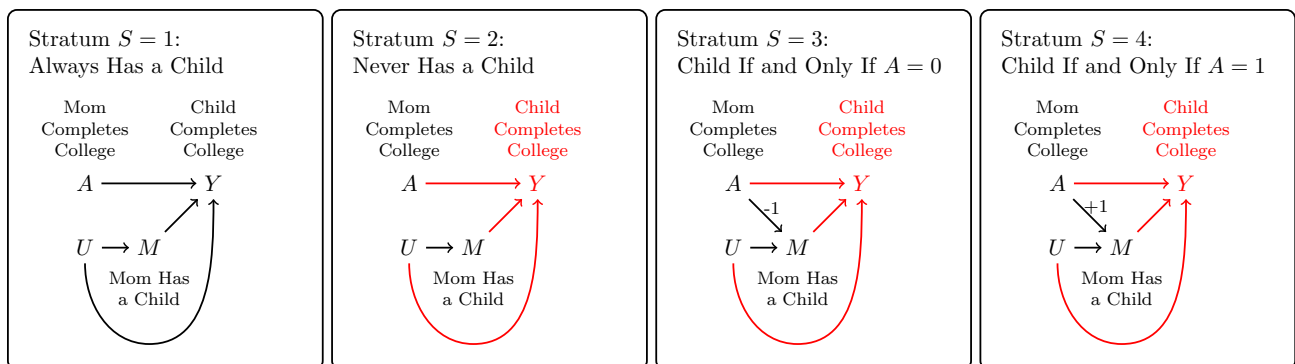 Stratum S = 1:
Always Has a Child
Mom
Completes
College
Child
Completes
College
A
Y
U
M
Mom Has
a Child
Stratum S = 2:
Never Has a Child
Mom
Completes
College
Child
Completes
College
A
Y
U
M
Mom Has
a Child
Stratum S = 3:
Child If and Only If A = 0
Mom
Completes
College
Child
Completes
College
A
Y
-1
U
M
Mom Has
a Child
Stratum S = 4:
Child If and Only If A = 1
Mom
Completes
College
Child
Completes
College
A
Y
+1
U
M
Mom Has
a Child